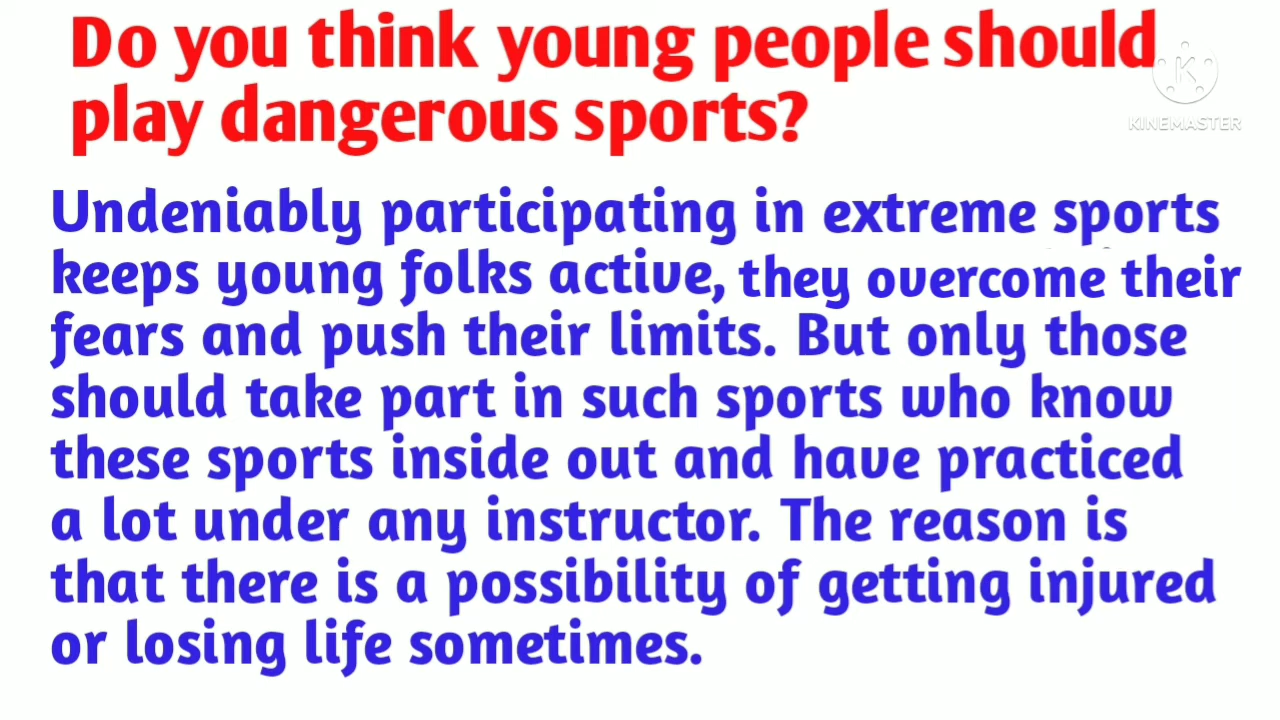 Do you think young people should
play dangerous sports?
KINEMASTER
Undeniably participating in extreme sports
keeps young folks active, they overcome their
fears and push their limits. But only those
should take part in such sports who know
these sports inside out and have practiced
a lot under any instructor. The reason is
that there is a possibility of getting injured
or losing life sometimes.